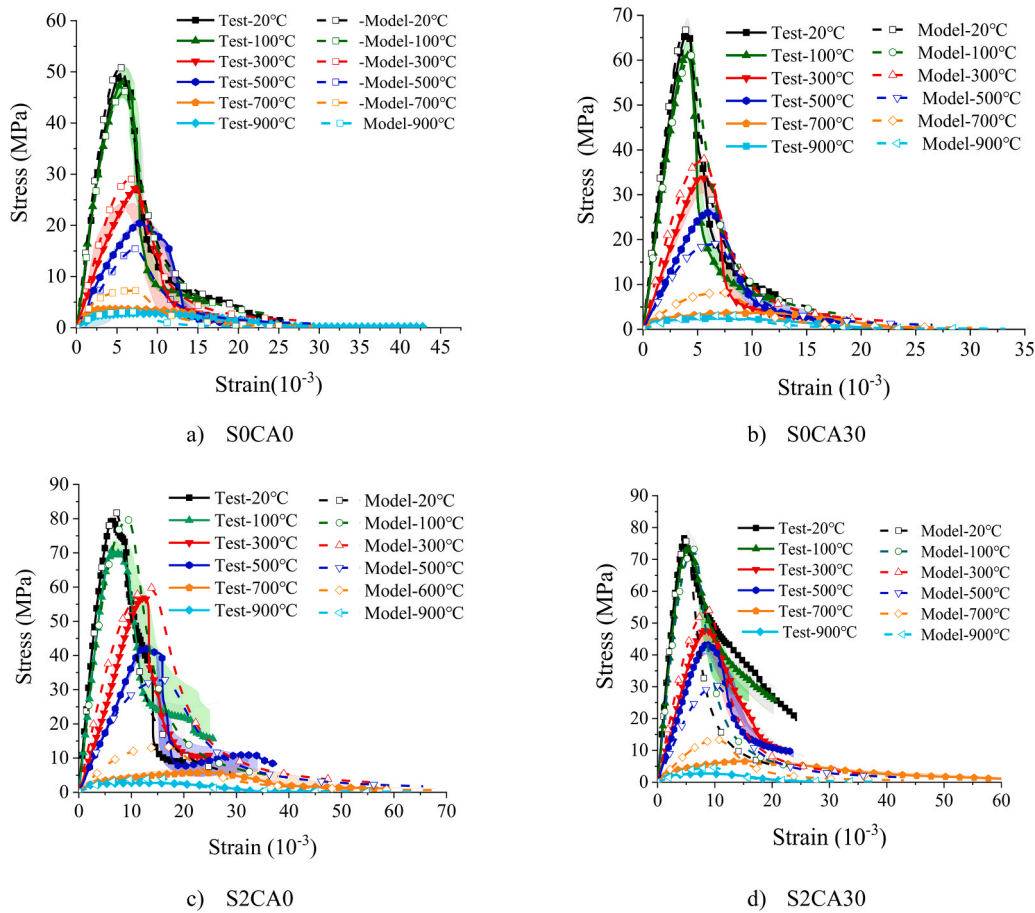 Test-20℃ -Model-20℃
Test-100℃ -Model-100℃
Test-300℃ -Model-300℃
Test-500℃ -Model-500℃
Test-700℃ -Model-700℃
Test-900℃ Model-900℃
60
50
40
30
20
10
0
Stress (MPa)
0 5 10 15 20 25 30 35 40 45
Strain(10-3)
a) S0CA0
Test-20℃ Model-20℃
Test-100℃ Model-100℃
Test-300℃ Model-300℃
Test-500℃ Model-500℃
Test-700℃ Model-700℃
Test-900℃ Model-900℃
70
60
50
40
30
20
10
0
Stress (MPa)
0 5 10 15 20 25 30 35
Strain (10-3)
b) S0CA30
Test-20℃ Model-20℃
Test-100℃ Model-100℃
Test-300℃ Model-300℃
Test-500℃ Model-500℃
Test-700℃ Model-600℃
Test-900℃ Model-900℃
90
80
70
60
50
40
30
20
10
0
Stress (MPa)
0 10 20 30 40 50 60 70
Strain (10-3)
c) S2CA0
Test-20℃ Model-20℃
Test-100℃ Model-100℃
Test-300℃ Model-300℃
Test-500℃ Model-500℃
Test-700℃ Model-700℃
Test-900℃ Model-900℃
90
80
70
60
50
40
30
20
10
0
Stress (MPa)
0 10 20 30 40 50 60
Strain (10-3)
d) S2CA30